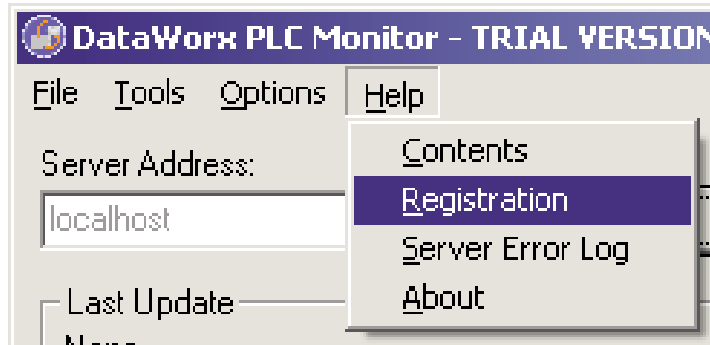 DataWorx PLC Monitor - TRIAL VERSION
File Tools Options Help
Contents
Server Address:
Registration
localhost
Server Error Log
About
Last Update
None